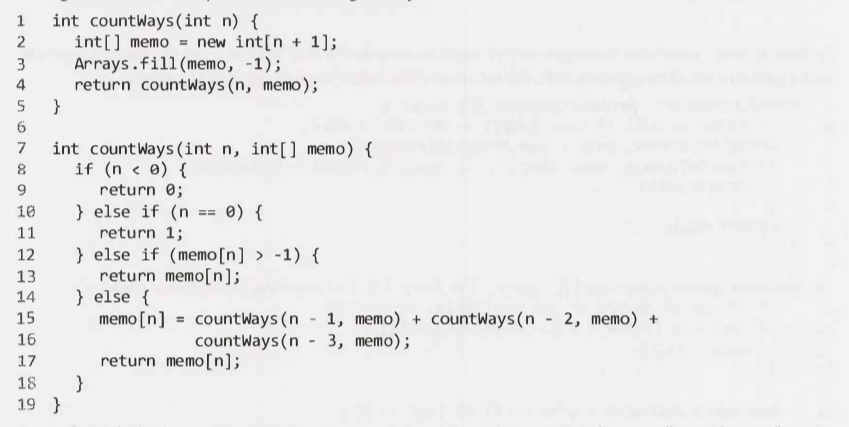 1 int countWays(int n) {
2 int[] memo = new int[n + 1];
3 Arrays.fill(memo, -1);
4 return countWays(n, memo);
5 }
6
7 int countWays(int n, int[] memo) {
8 if (n < 0) {
9 return 0;
10 } else if (n == 0) {
11 return 1;
12 } else if (memo[n] > -1) {
13 return memo[n];
14 } else {
15 memo[n] = countWays(n - 1, memo) + countWays(n - 2, memo) +
16 countWays(n - 3, memo);
17 return memo[n];
18 }
19 }